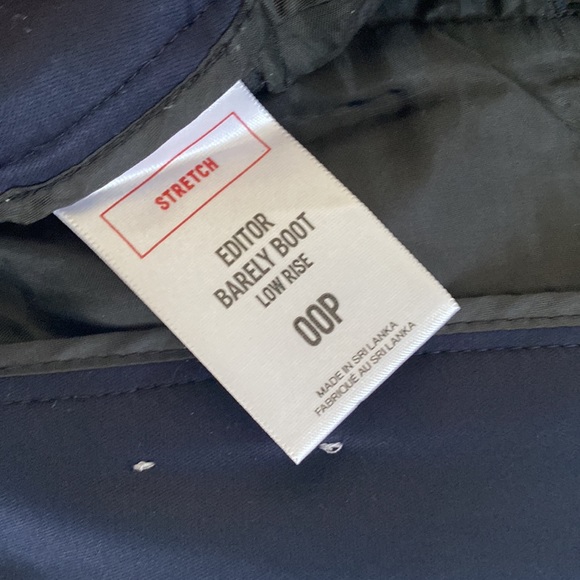 STRETCH
EDITOR
BARELY BOOT
LOW RISE
00P
MADE IN SRI LANKA
FABRIQUÉ AU SRI LANKA